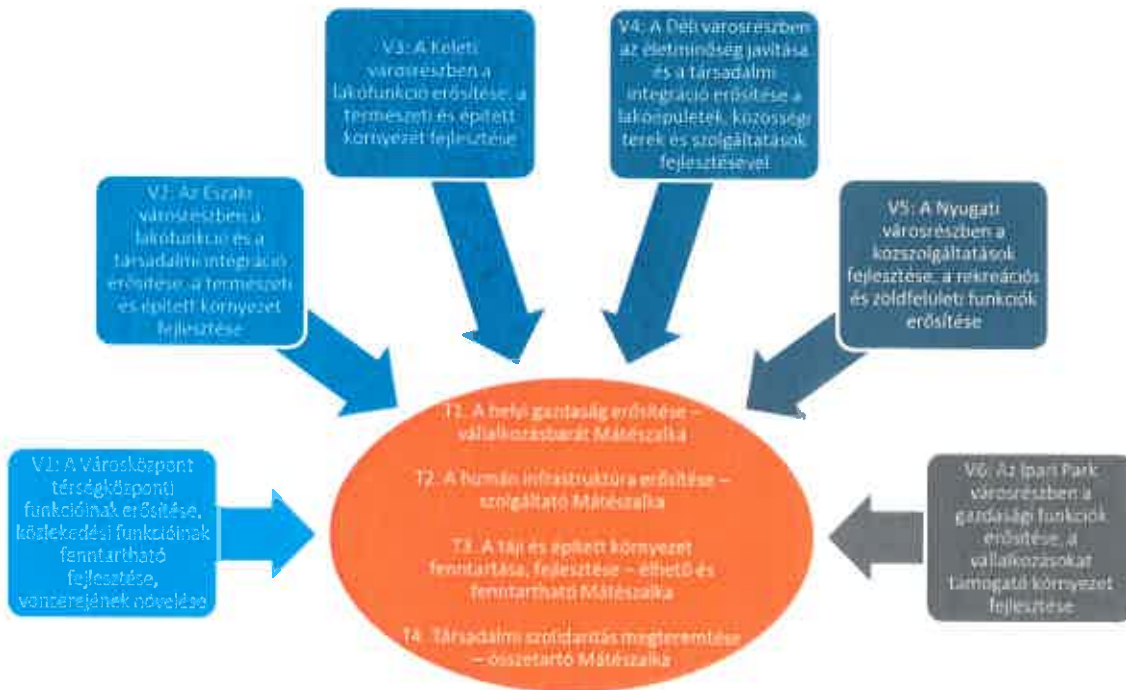 V1: A Városközpont
térségközponti
funkcióinak erősítése,
közlekedési funkcióinak
fenntartható
fejlesztése,
vonzerejének növelése
V2: Az Északi
városrészben a
lakófunkció és a
társadalmi integráció
erősítése, a természeti
és épített környezet
fejlesztése
V3: A Keleti
városrészben a
lakófunkció erősítése, a
természeti és épített
környezet fejlesztése
V4: A Déli városrészben
az életminőség javítása
és a társadalmi
integráció erősítése a
lakóépületek, közösségi
terek és szolgáltatások
fejlesztésével
V5: A Nyugati
városrészben a
közszolgáltatások
fejlesztése, a rekreációs
és zöldfelületi funkciók
erősítése
V6: Az Ipari Park
városrészben a
gazdasági funkciók
erősítése, a
vállalkozásokat
támogató környezet
fejlesztése
T1. A helyi gazdaság erősítése –
vállalkozásbarát Mátészalka
T2. A humán infrastruktúra erősítése –
szolgáltató Mátészalka
T3. A táji és épített környezet
fenntartása, fejlesztése – élhető és
fenntartható Mátészalka
T4. Társadalmi szolidaritás megteremtése
– összetartó Mátészalka